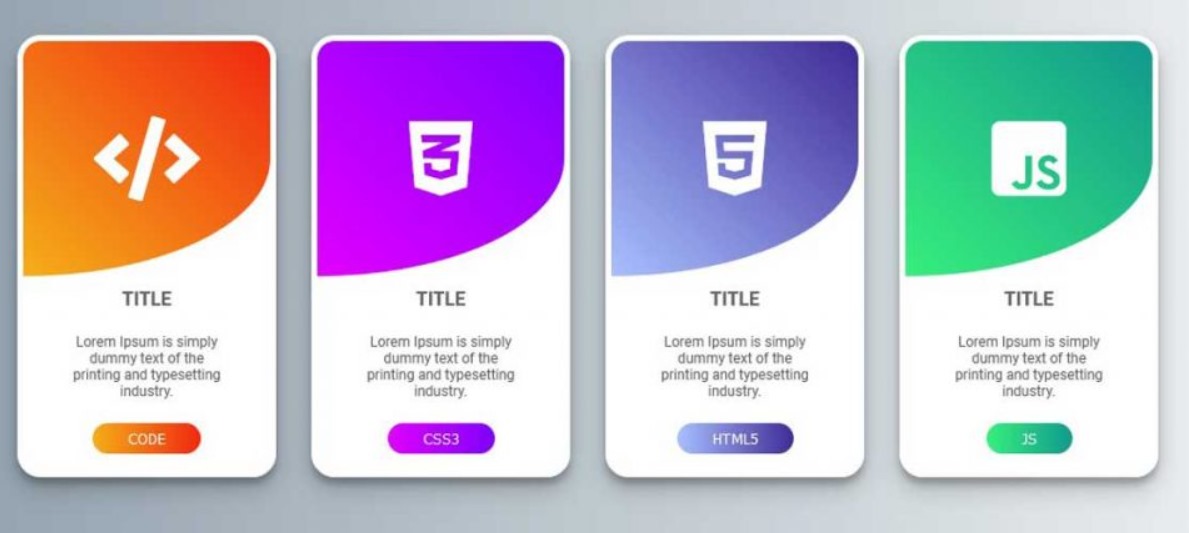 </>
3
5
JS
TITLE
Lorem Ipsum is simply
dummy text of the
printing and typesetting
industry.
CODE
TITLE
Lorem Ipsum is simply
dummy text of the
printing and typesetting
industry.
CSS3
TITLE
Lorem Ipsum is simply
dummy text of the
printing and typesetting
industry.
HTML5
TITLE
Lorem Ipsum is simply
dummy text of the
printing and typesetting
industry.
JS